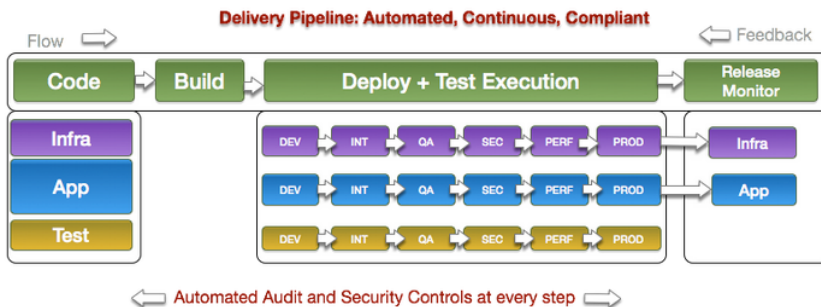 Delivery Pipeline: Automated, Continuous, Compliant
Flow
Feedback
Code
Build
Deploy + Test Execution
Release
Monitor
Infra
DEV
INT
QA
SEC
PERF
PROD
Infra
App
DEV
INT
QA
SEC
PERF
PROD
App
Test
DEV
INT
QA
SEC
PERF
PROD
Automated Audit and Security Controls at every step